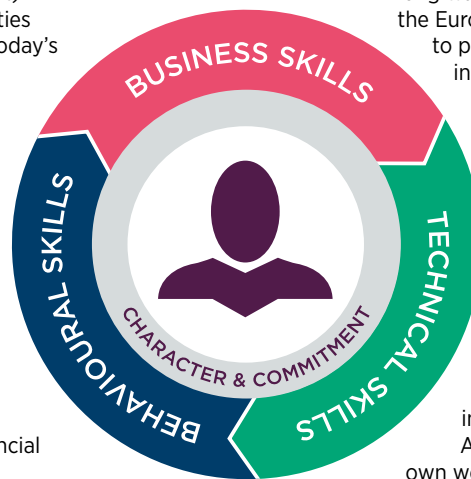 ties
oday's
the Euro
to p
in
BUSINESS SKILLS
TECHNICAL SKILLS
BEHAVIOURAL SKILLS
CHARACTER & COMMITMENT
ncial
in
A
own w